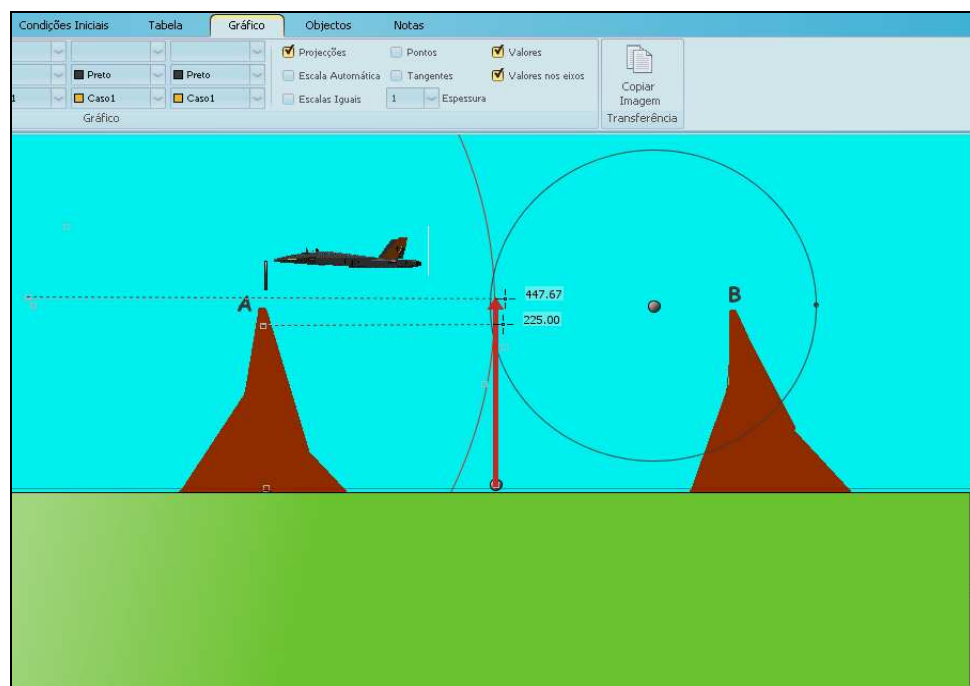 Condições Iniciais Tabela Gráfico Objectos Notas
Projecções Pontos Valores
Preto Preto Escala Automática Tangentes Valores nos eixos
Caso1 Caso1 Escalas Iguais 1 Espessura
Copiar
Imagem
Gráfico Transferência
447.67
A B
225.00